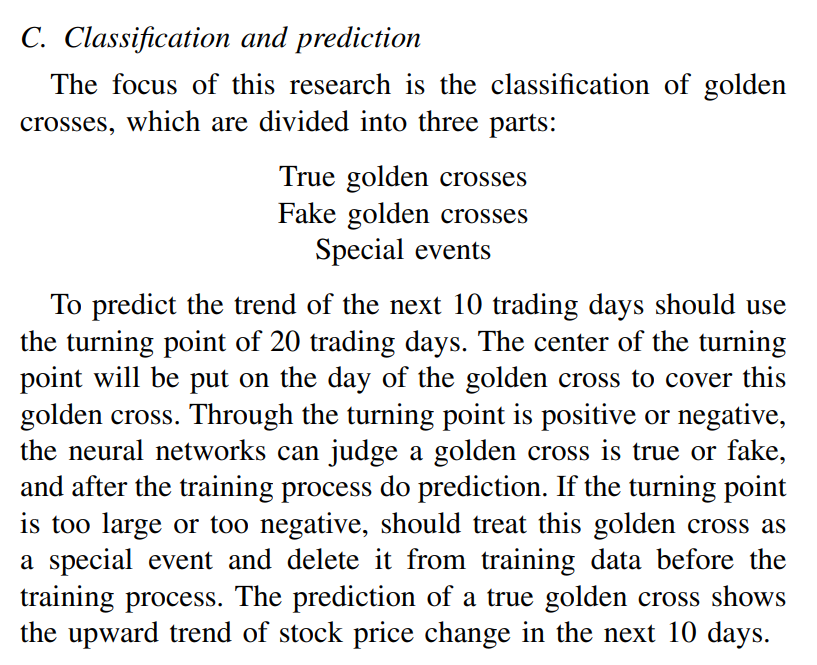 C. Classification and prediction
The focus of this research is the classification of golden
crosses, which are divided into three parts:
True golden crosses
Fake golden crosses
Special events
To predict the trend of the next 10 trading days should use
the turning point of 20 trading days. The center of the turning
point will be put on the day of the golden cross to cover this
golden cross. Through the turning point is positive or negative,
the neural networks can judge a golden cross is true or fake,
and after the training process do prediction. If the turning point
is too large or too negative, should treat this golden cross as
a special event and delete it from training data before the
training process. The prediction of a true golden cross shows
the upward trend of stock price change in the next 10 days.